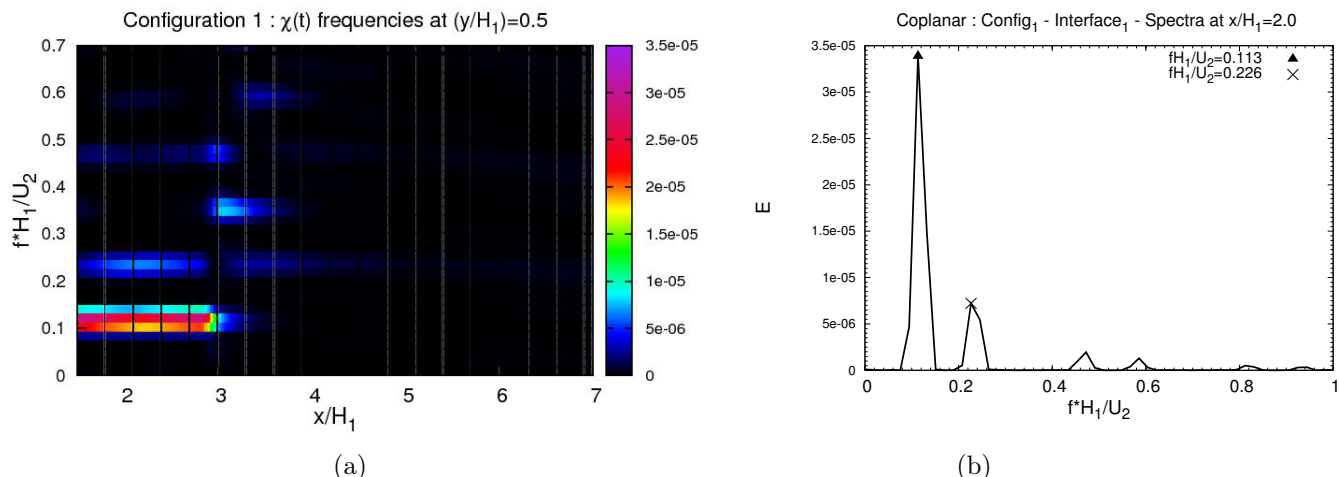 Configuration 1 : χ(t) frequencies at (y/H₁)=0.5
0.7
0.6
0.5
0.4
0.3
0.2
0.1
0
f*H₁/U₂
2
3
4
5
6
7
x/H₁
3.5e-05
3e-05
2.5e-05
2e-05
1.5e-05
1e-05
5e-06
0
(a)
Coplanar : Config₁ - Interface₁ - Spectra at x/H₁=2.0
3.5e-05
3e-05
2.5e-05
2e-05
1.5e-05
1e-05
5e-06
0
E
fH₁/U₂=0.113
fH₁/U₂=0.226
0
0.2
0.4
0.6
0.8
1
f*H₁/U₂
(b)